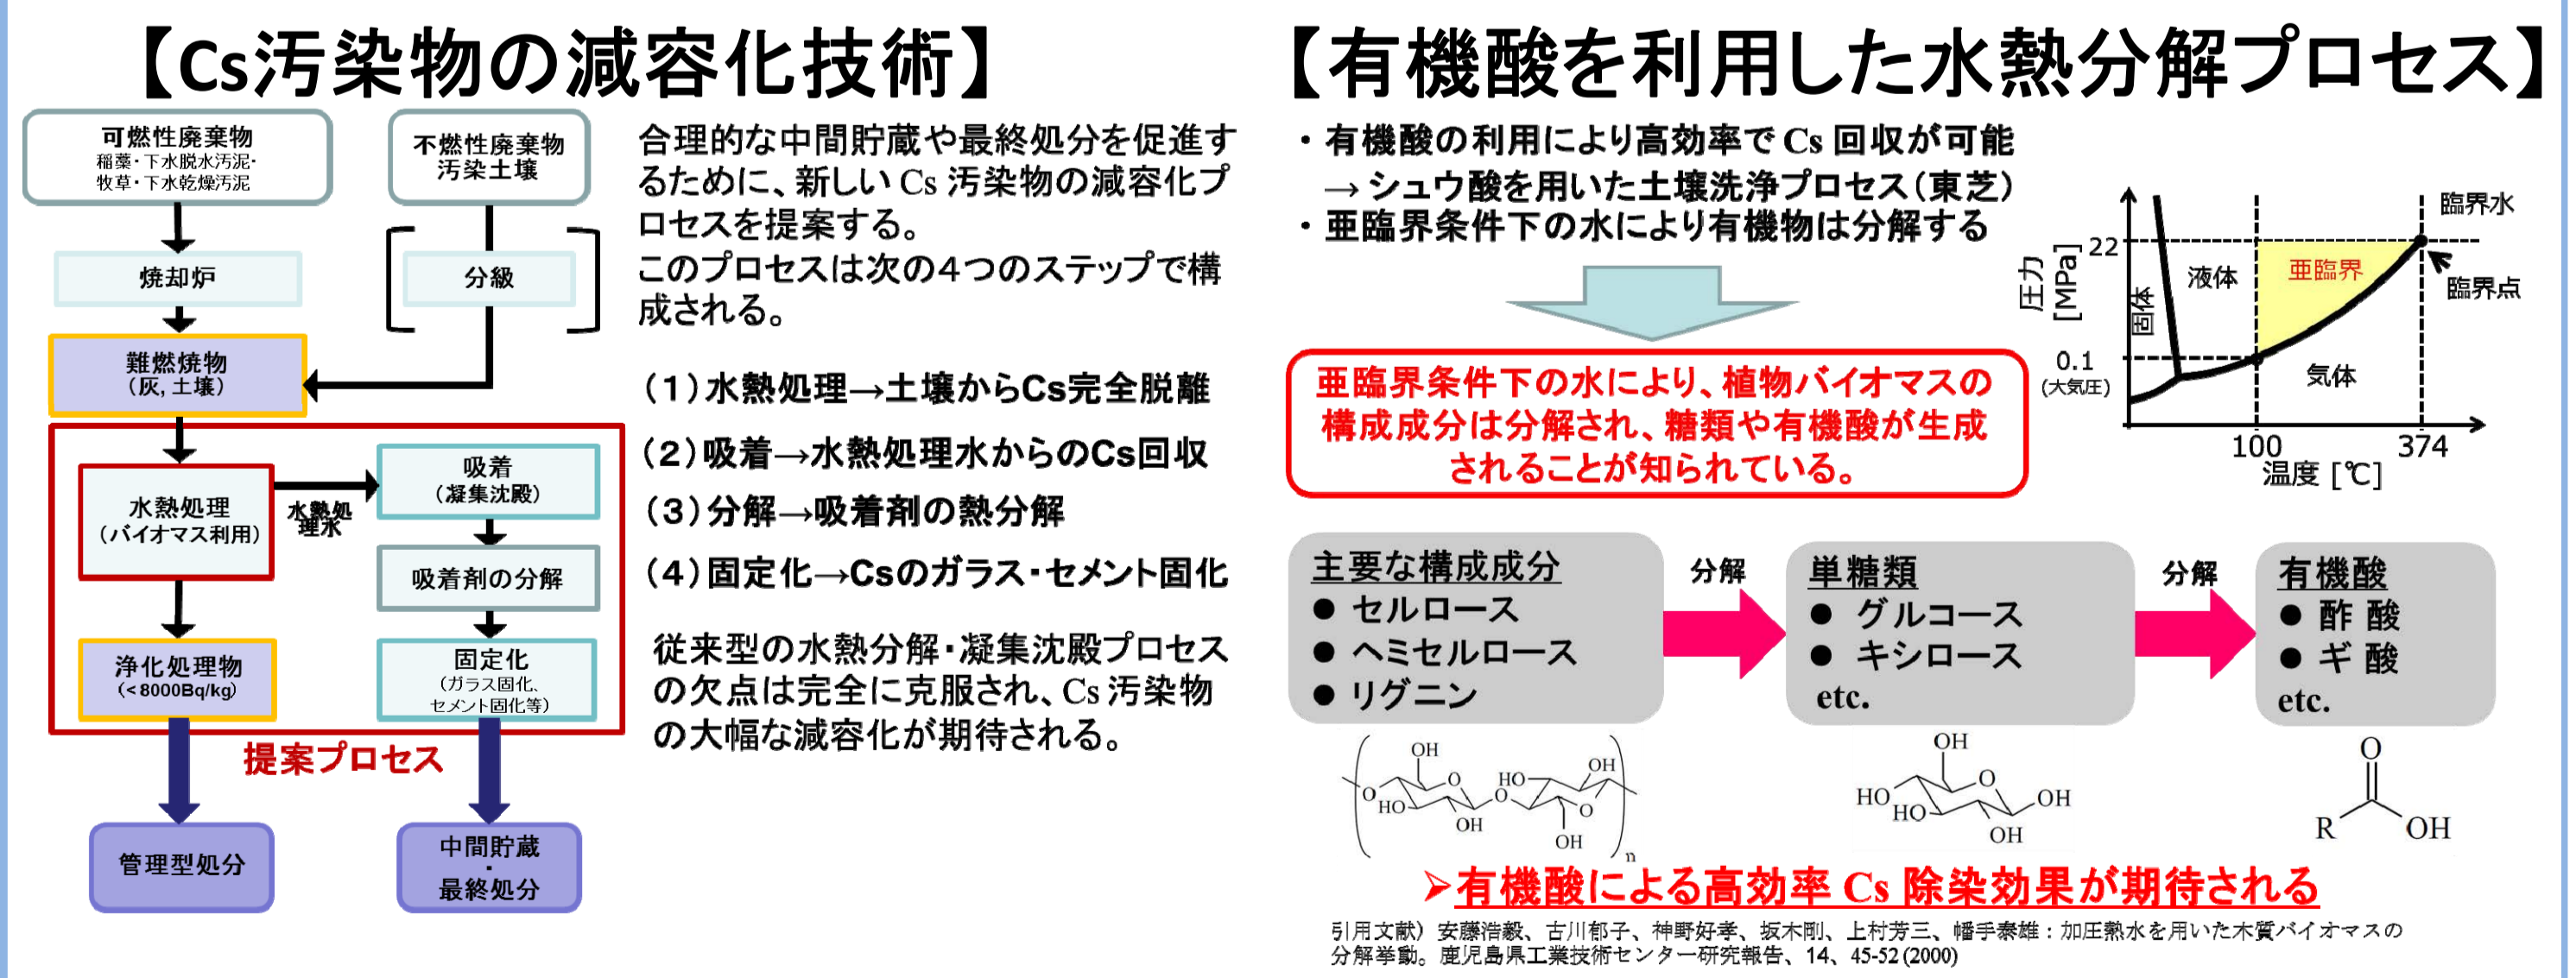 【Cs汚染物の減容化技術】
可燃性廃棄物
稲藁・下水脱水汚泥・
牧草・下水乾燥汚泥
不燃性廃棄物
汚染土壌
焼却炉
分級
難燃焼物
(灰, 土壌)
水熱処理
(バイオマス利用)
水熱処
理水
吸着
(凝集沈殿)
吸着剤の分解
浄化処理物
(<8000Bq/kg)
固定化
(ガラス固化、
セメント固化等)
提案プロセス
管理型処分
中間貯蔵
・
最終処分
合理的な中間貯蔵や最終処分を促進す
るために、新しい Cs 汚染物の減容化プ
ロセスを提案する。
このプロセスは次の4つのステップで構
成される。
(1)水熱処理→土壌からCs完全脱離
(2)吸着→水熱処理水からのCs回収
(3)分解→吸着剤の熱分解
(4)固定化→Csのガラス・セメント固化
従来型の水熱分解・凝集沈殿プロセス
の欠点は完全に克服され、Cs 汚染物
の大幅な減容化が期待される。
【有機酸を利用した水熱分解プロセス】
・有機酸の利用により高効率で Cs 回収が可能
→ シュウ酸を用いた土壌洗浄プロセス(東芝)
・亜臨界条件下の水により有機物は分解する
亜臨界条件下の水により、植物バイオマスの
構成成分は分解され、糖類や有機酸が生成
されることが知られている。
圧力
[MPa]
22
0.1
(大気圧)
固体
液体
亜臨界
気体
臨界水
臨界点
100
374
温度 [℃]
主要な構成成分
● セルロース
● ヘミセルロース
● リグニン
分解
単糖類
● グルコース
● キシロース
etc.
分解
有機酸
● 酢 酸
● ギ 酸
etc.
OH
O
HO
OH
O
HO
OH
O
O
OH
n
OH
HO
HO
O
OH
OH
O
R
OH
➢有機酸による高効率 Cs 除染効果が期待される
引用文献) 安藤浩毅、古川郁子、神野好孝、坂木剛、上村芳三、幡手泰雄：加圧熱水を用いた木質バイオマスの
分解挙動。鹿児島県工業技術センター研究報告、14、45-52 (2000)